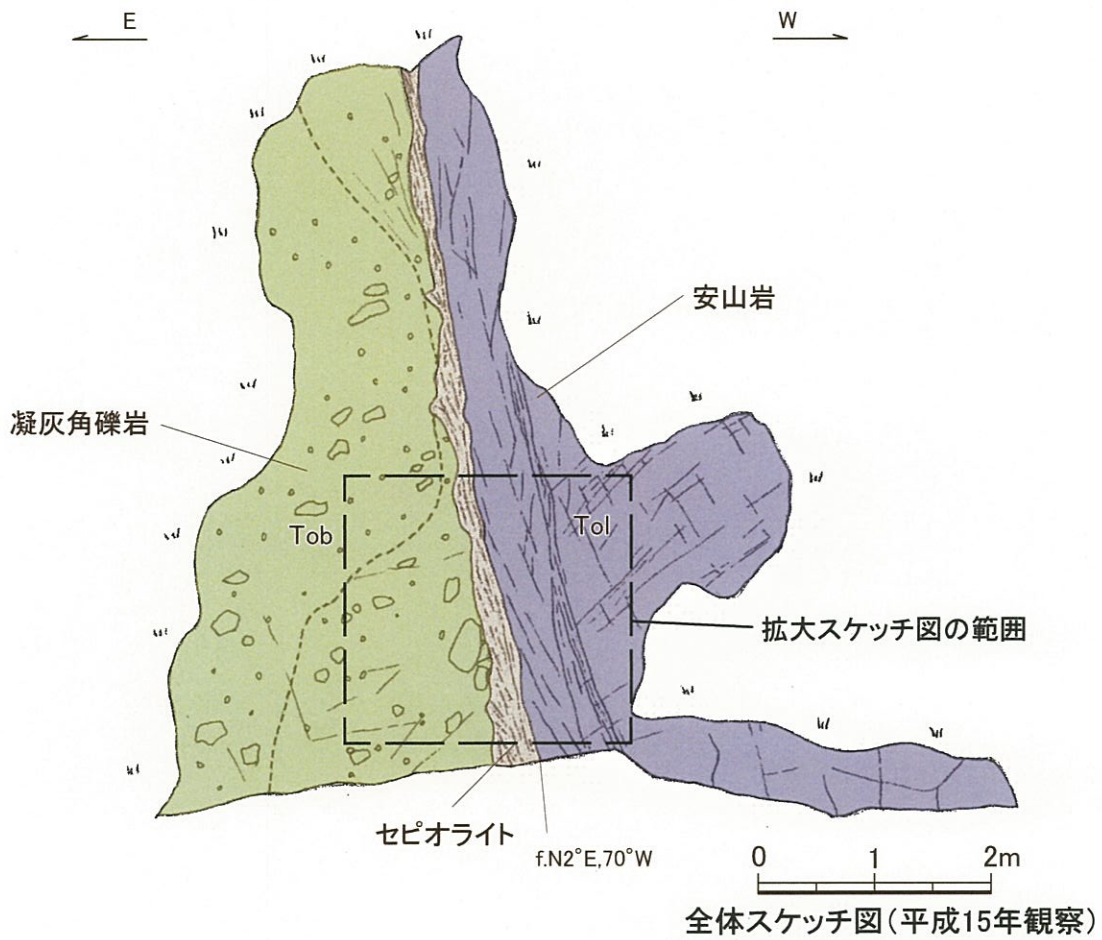 E
W
安山岩
凝灰角礫岩
Tob
Tol
拡大スケッチ図の範囲
セピオライト
f.N2°E,70°W
0 1 2m
全体スケッチ図(平成15年観察)